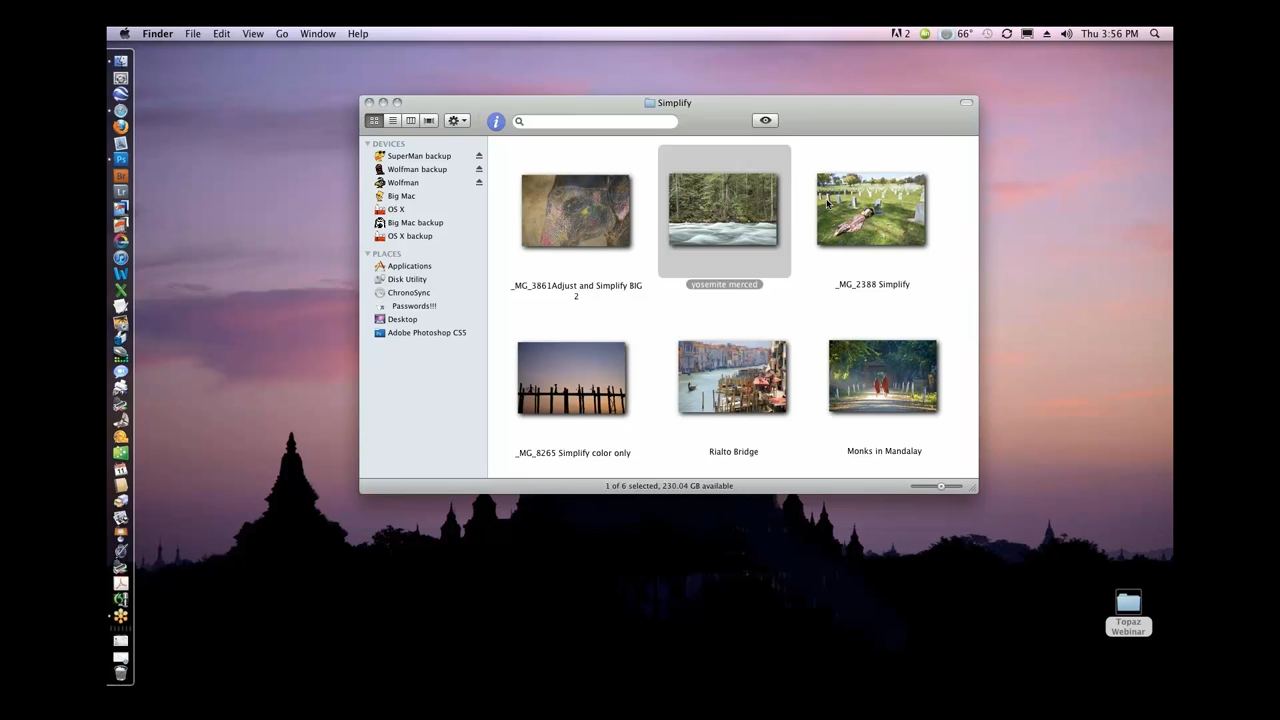 Finder File Edit View Go Window Help
2 66° Thu 3:56 PM
Simplify
DEVICES
SuperMan backup
Wolfman backup
Wolfman
Big Mac
OS X
Big Mac backup
OS X backup
PLACES
Applications
Disk Utility
ChronoSync
Passwords!!!
Desktop
Adobe Photoshop CS5
_MG_3861Adjust and Simplify BIG
2
yosemite merced
_MG_2388 Simplify
_MG_8265 Simplify color only
Rialto Bridge
Monks in Mandalay
1 of 6 selected, 230.04 GB available
Ps
Br
Lr
Topaz
Webinar